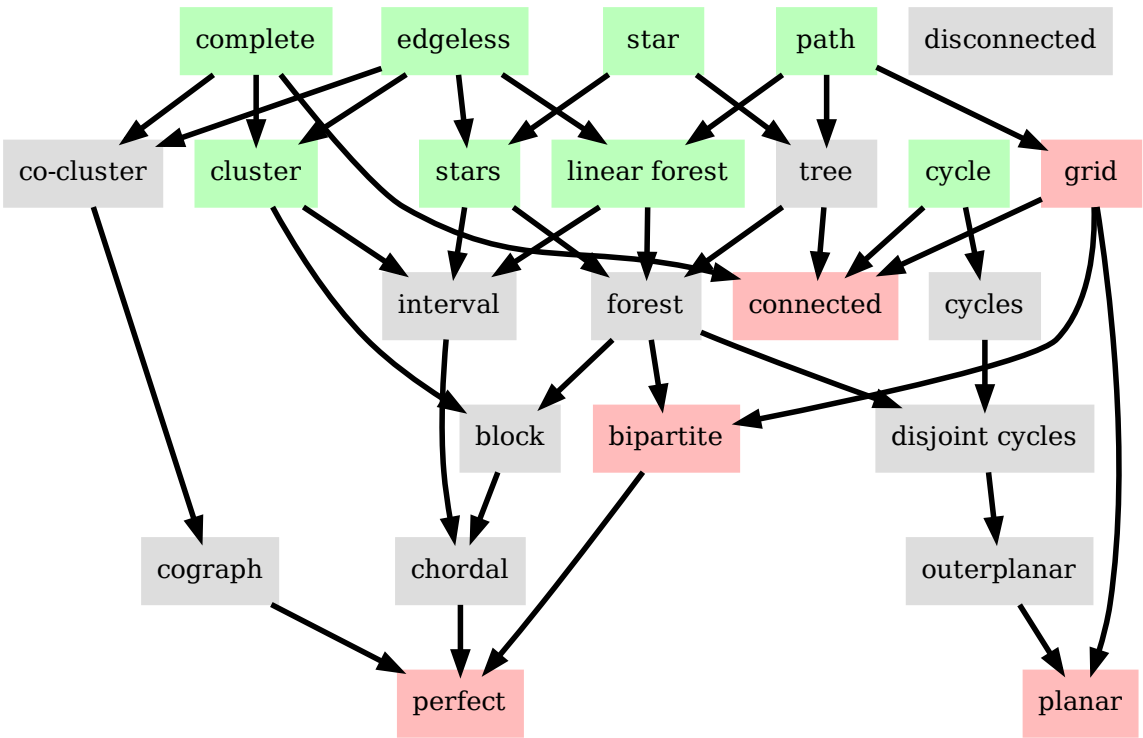 complete
edgeless
star
path
disconnected
co-cluster
cluster
stars
linear forest
tree
cycle
grid
interval
forest
connected
cycles
block
bipartite
disjoint cycles
cograph
chordal
outerplanar
perfect
planar